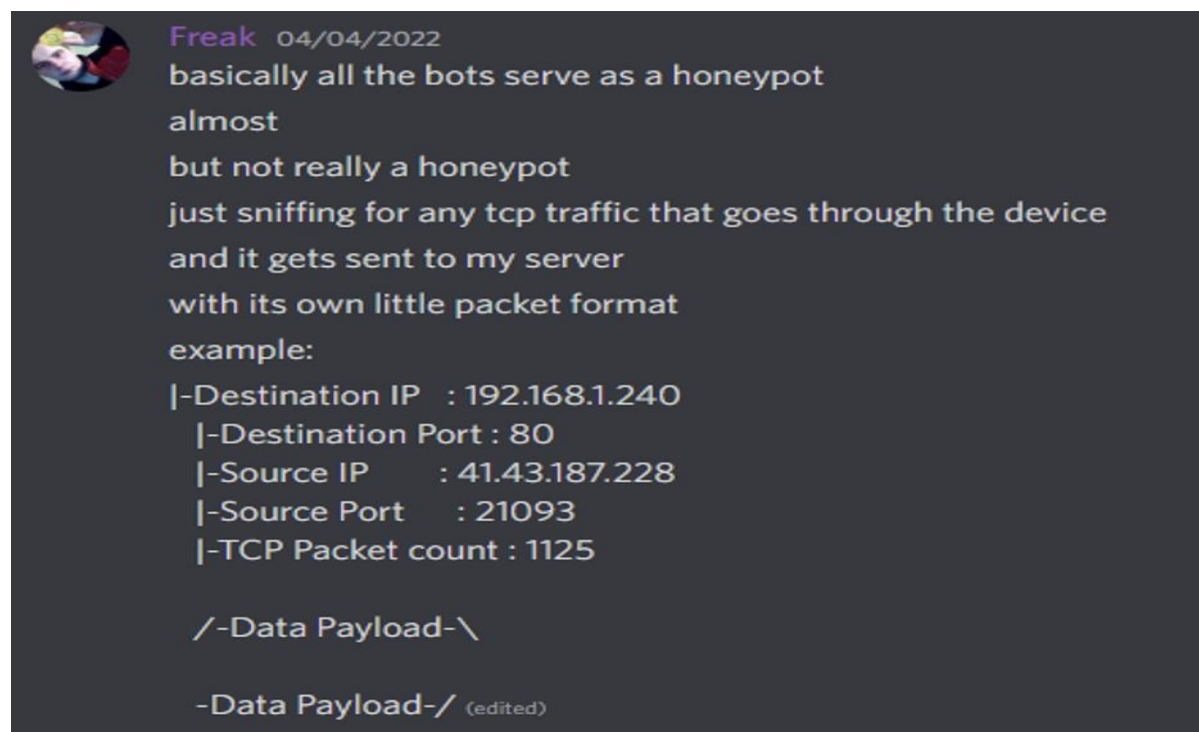 Freak 04/04/2022
basically all the bots serve as a honeypot
almost
but not really a honeypot
just sniffing for any tcp traffic that goes through the device
and it gets sent to my server
with its own little packet format
example:
|-Destination IP : 192.168.1.240
|-Destination Port : 80
|-Source IP : 41.43.187.228
|-Source Port : 21093
|-TCP Packet count : 1125
/-Data Payload-\
-Data Payload-/ (edited)